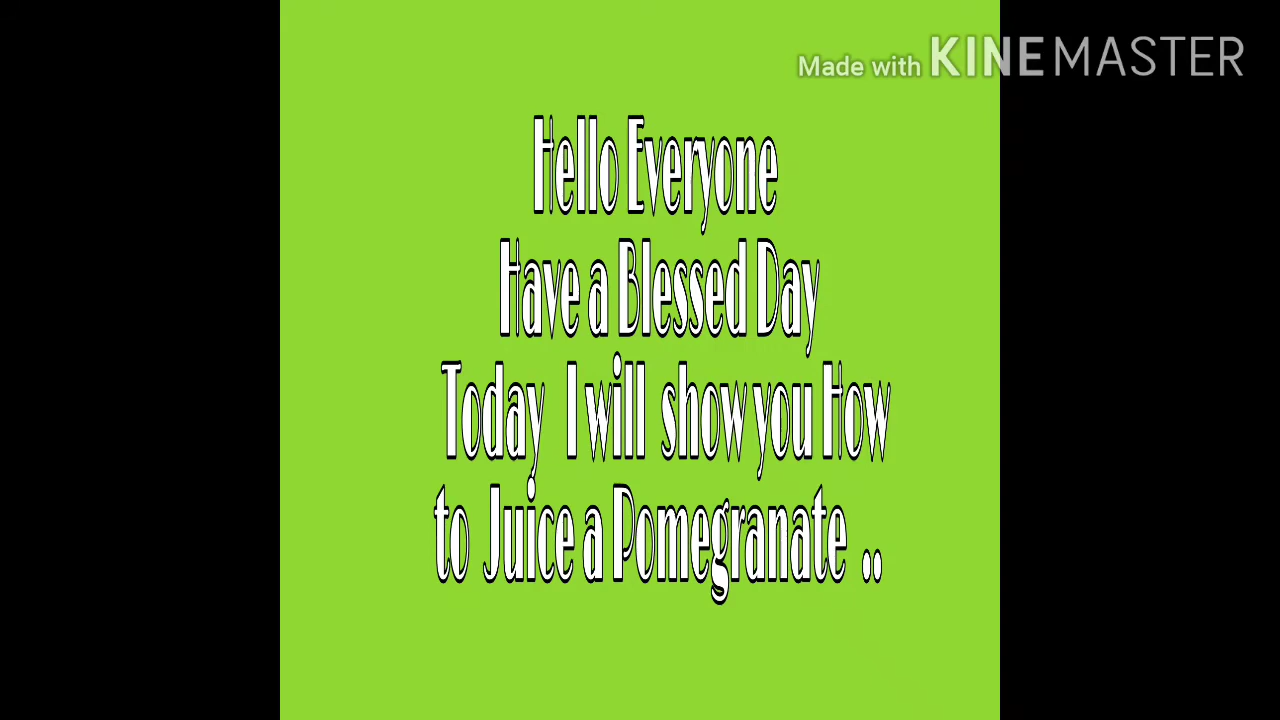 Made with KINEMASTER
Hello Everyone
Have a Blessed Day
Today I will show you How
to Juice a Pomegranate ..